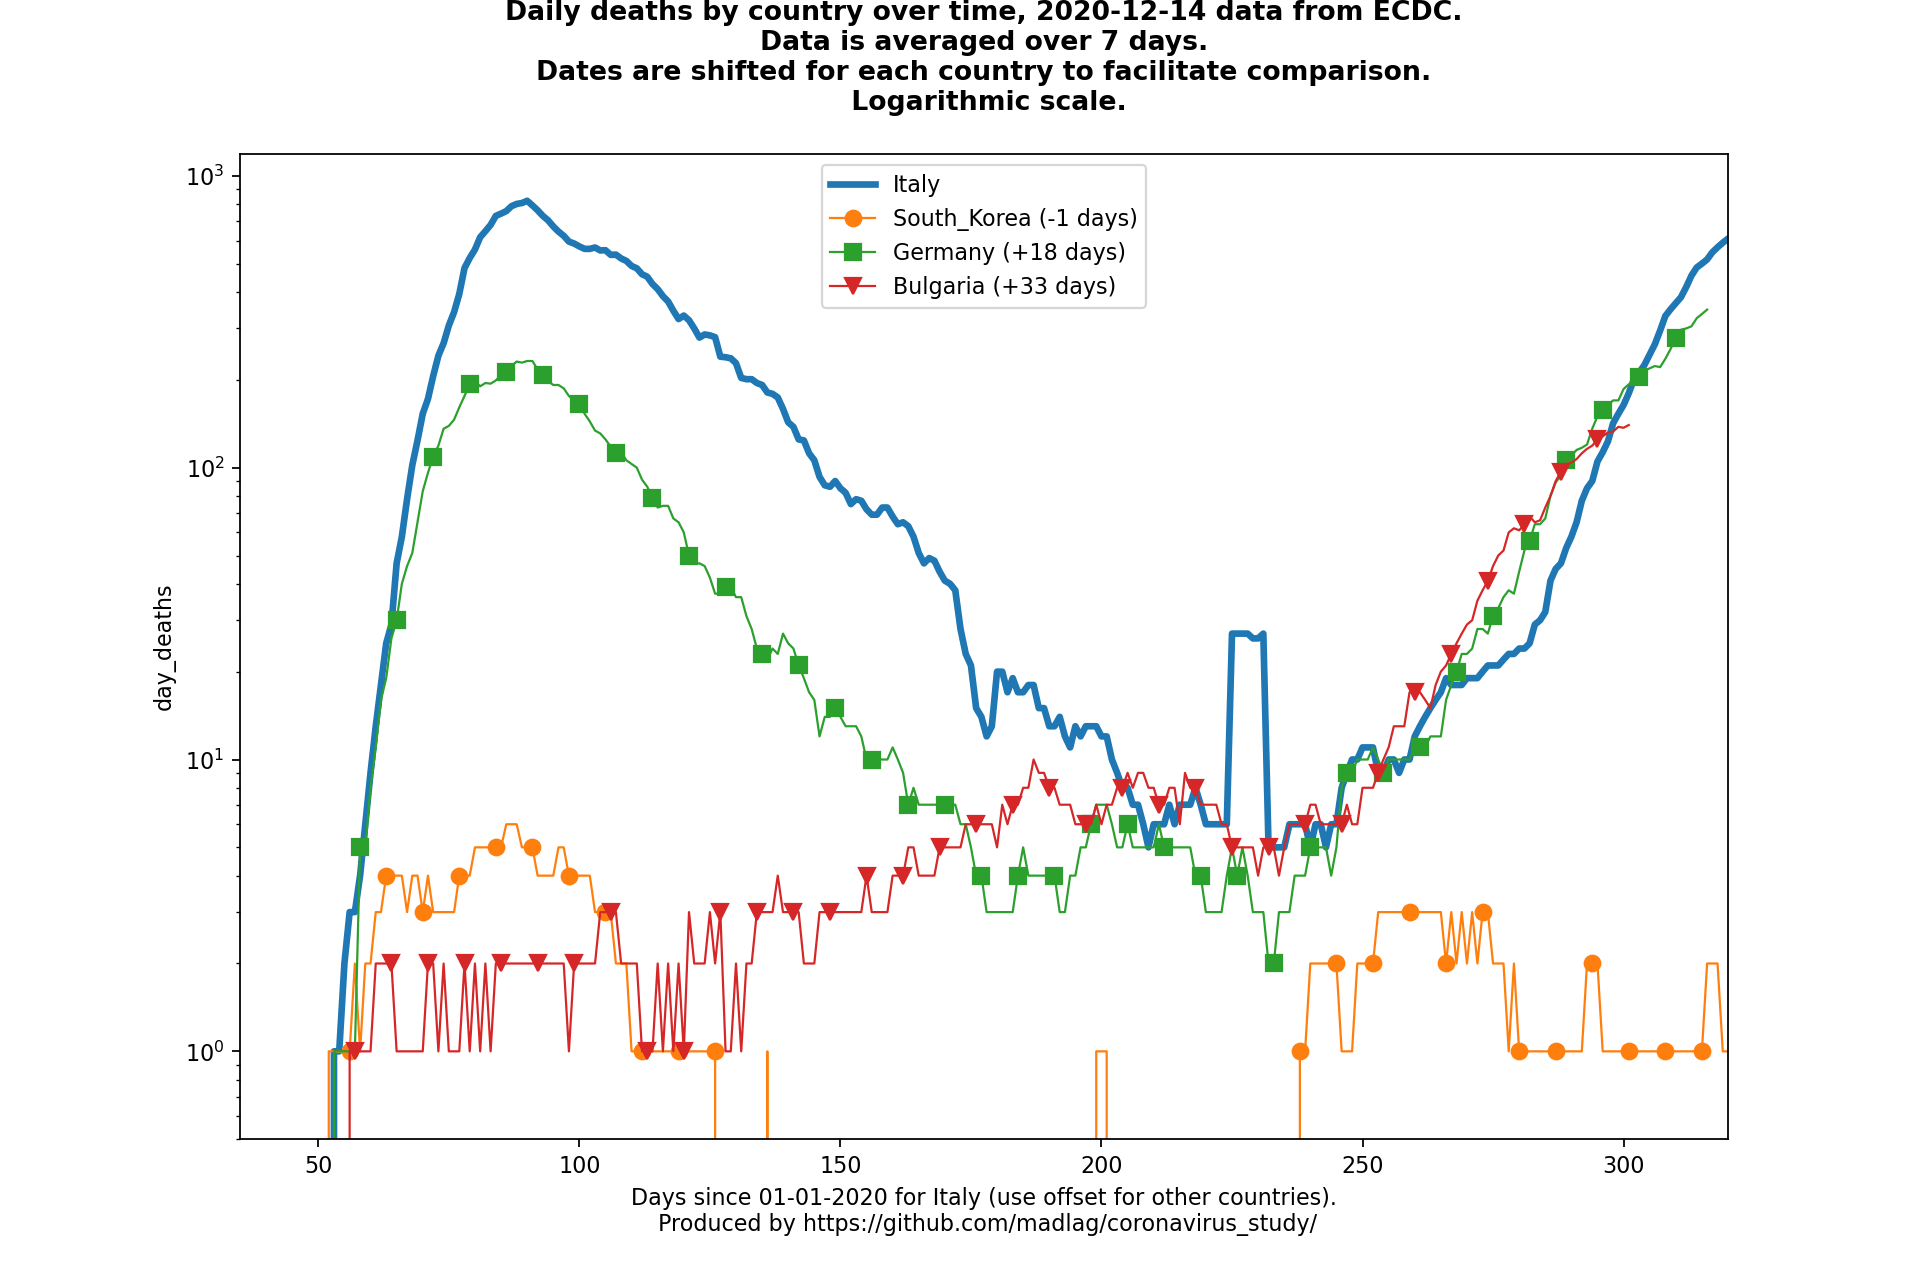 Daily deaths by country over time, 2020-12-14 data from ECDC.
Data is averaged over 7 days.
Dates are shifted for each country to facilitate comparison.
Logarithmic scale.
Italy
South_Korea (-1 days)
Germany (+18 days)
Bulgaria (+33 days)
day_deaths
10³
10²
10¹
10⁰
50 100 150 200 250 300
Days since 01-01-2020 for Italy (use offset for other countries).
Produced by https://github.com/madlag/coronavirus_study/